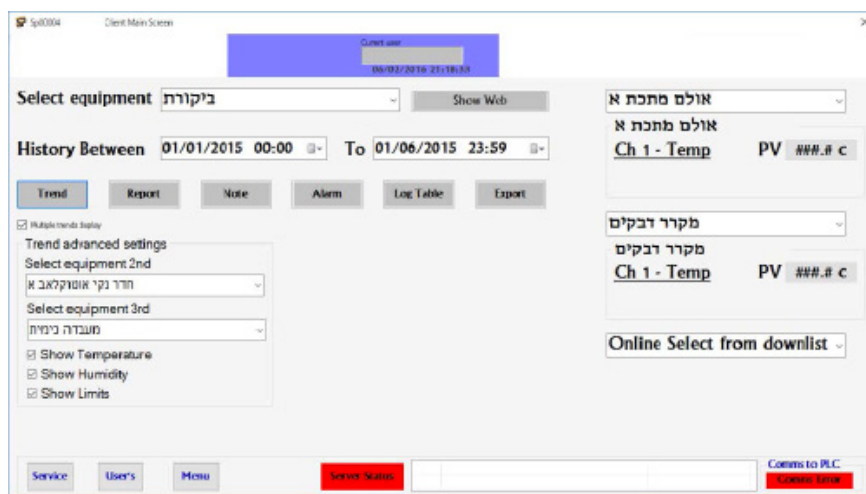 Spil0004 Client Main Screen
Current user
06/02/2016 21:18:33
Select equipment ביקורת Show Web
History Between 01/01/2015 00:00 To 01/06/2015 23:59
Trend Report Note Alarm Log Table Export
Multiple trends display
Trend advanced settings
Select equipment 2nd
חדר נקי אוטוקלאב א
Select equipment 3rd
מעבדה כימית
Show Temperature
Show Humidity
Show Limits
אולם מתכת א
אולם מתכת א
Ch 1 - Temp PV ###.# C
מקרר דבקים
מקרר דבקים
Ch 1 - Temp PV ###.# C
Online Select from downlist
Service User's Menu Server Status
Comms to PLC
Comms Error